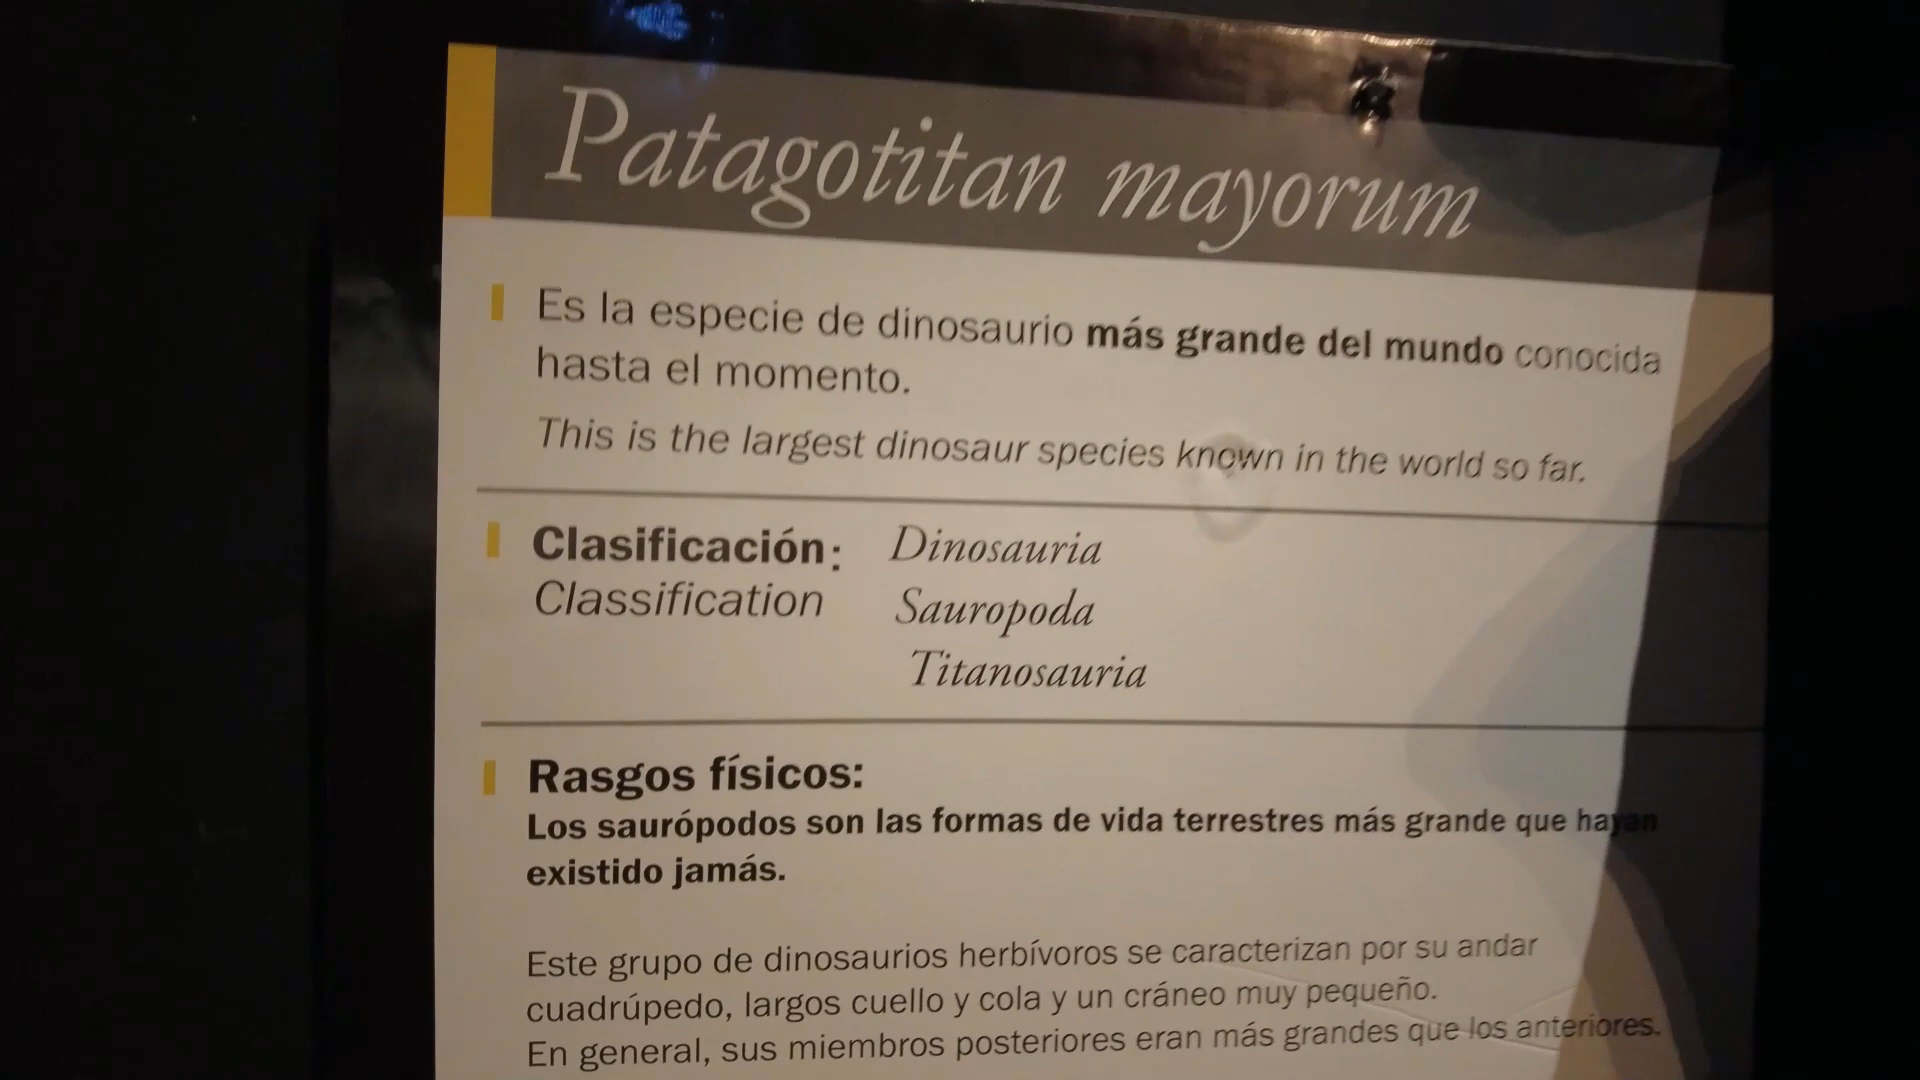 Patagotitan mayorum
Es la especie de dinosaurio más grande del mundo conocida
hasta el momento.
This is the largest dinosaur species known in the world so far.
Clasificación: Dinosauria
Classification Sauropoda
Titanosauria
Rasgos físicos:
Los saurópodos son las formas de vida terrestres más grande que hayan
existido jamás.
Este grupo de dinosaurios herbívoros se caracterizan por su andar
cuadrúpedo, largos cuello y cola y un cráneo muy pequeño.
En general, sus miembros posteriores eran más grandes que los anteriores.